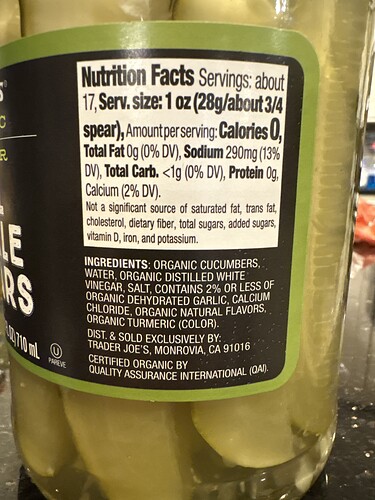 Nutrition Facts Servings: about
17, Serv. size: 1 oz (28g/about 3/4
spear), Amount per serving: Calories 0,
Total Fat 0g (0% DV), Sodium 290mg (13%
DV), Total Carb. <1g (0% DV), Protein 0g,
Calcium (2% DV).
Not a significant source of saturated fat, trans fat,
cholesterol, dietary fiber, total sugars, added sugars,
vitamin D, iron, and potassium.
INGREDIENTS: ORGANIC CUCUMBERS,
WATER, ORGANIC DISTILLED WHITE
VINEGAR, SALT, CONTAINS 2% OR LESS OF
ORGANIC DEHYDRATED GARLIC, CALCIUM
CHLORIDE, ORGANIC NATURAL FLAVORS,
ORGANIC TURMERIC (COLOR).
DIST. & SOLD EXCLUSIVELY BY:
TRADER JOE'S, MONROVIA, CA 91016
CERTIFIED ORGANIC BY
QUALITY ASSURANCE INTERNATIONAL (QAI).
710 mL
U
PAREVE